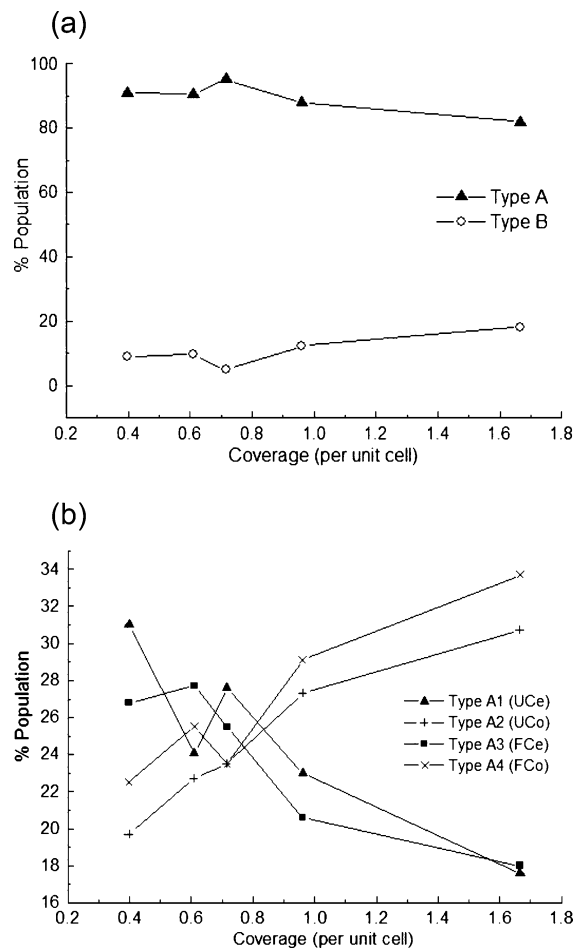 (a)
100
80
60
40
20
0
% Population
Type A
Type B
0.2 0.4 0.6 0.8 1.0 1.2 1.4 1.6 1.8
Coverage (per unit cell)
(b)
34
32
30
28
26
24
22
20
18
16
% Population
Type A1 (UCe)
Type A2 (UCo)
Type A3 (FCe)
Type A4 (FCo)
0.2 0.4 0.6 0.8 1.0 1.2 1.4 1.6 1.8
Coverage (per unit cell)